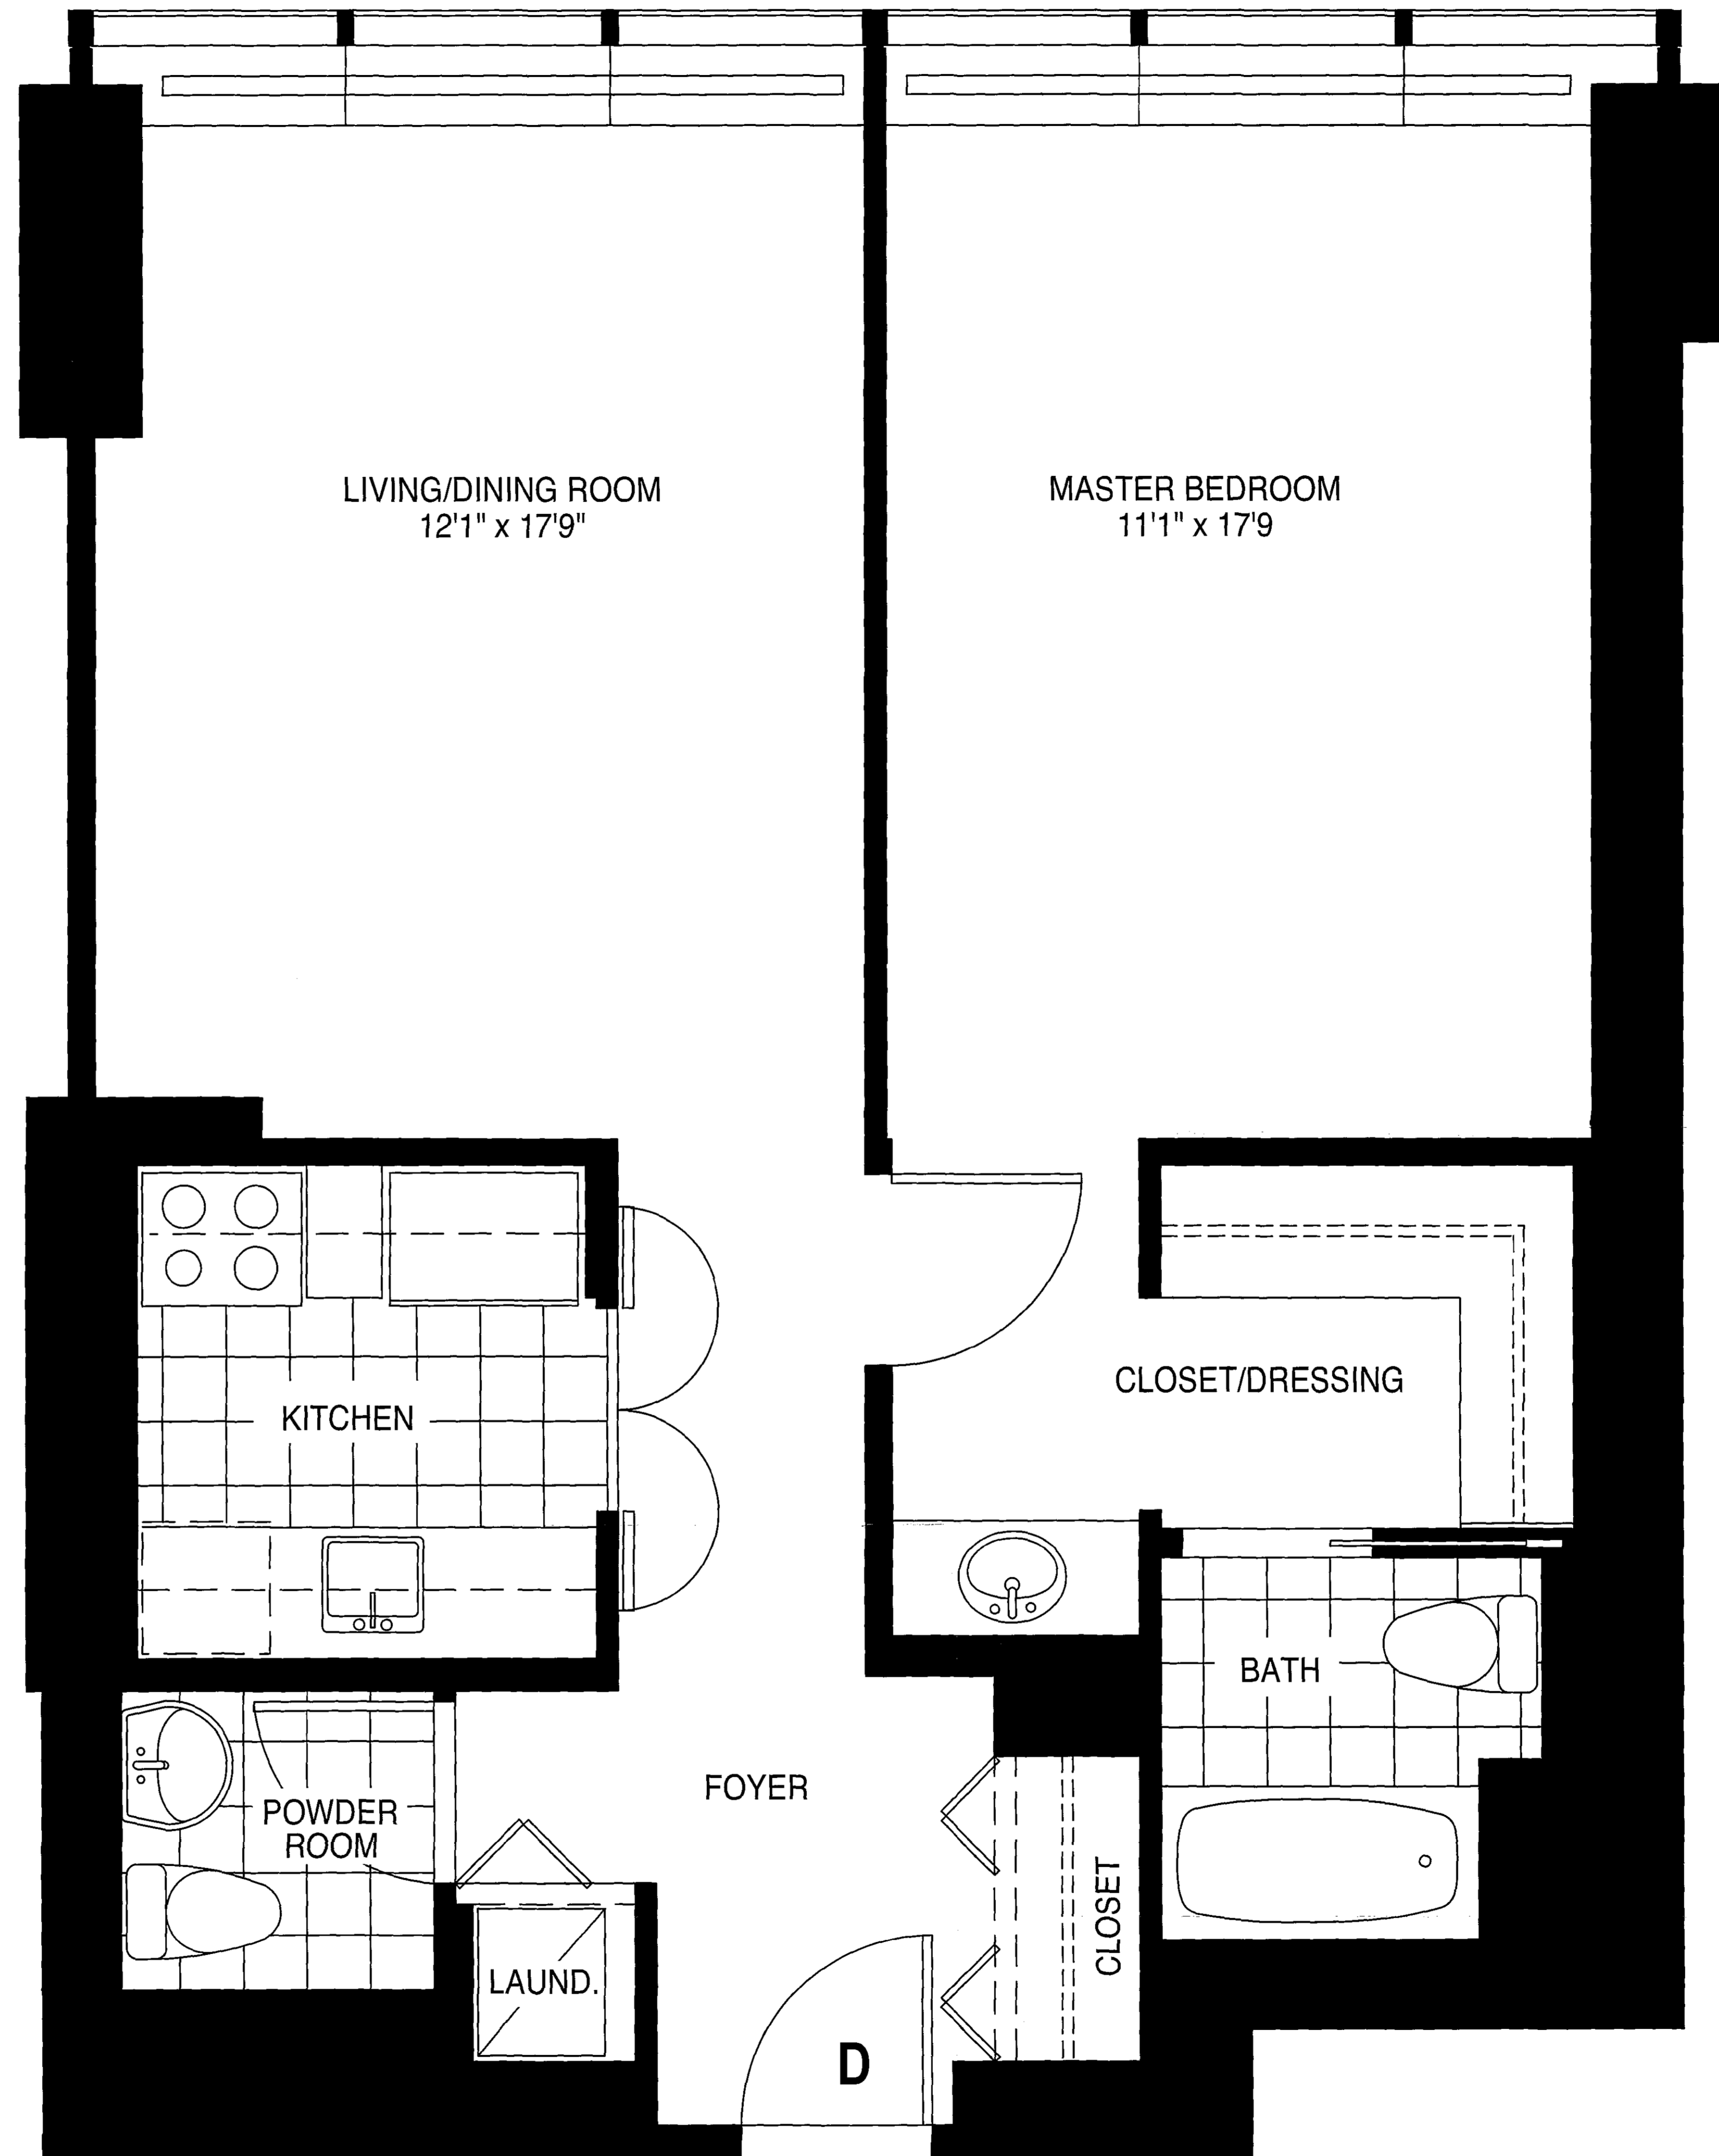 LIVING/DINING ROOM
12'1" x 17'9"
MASTER BEDROOM
11'1" x 17'9
CLOSET/DRESSING
KITCHEN
BATH
FOYER
POWDER
ROOM
CLOSET
LAUND.
D